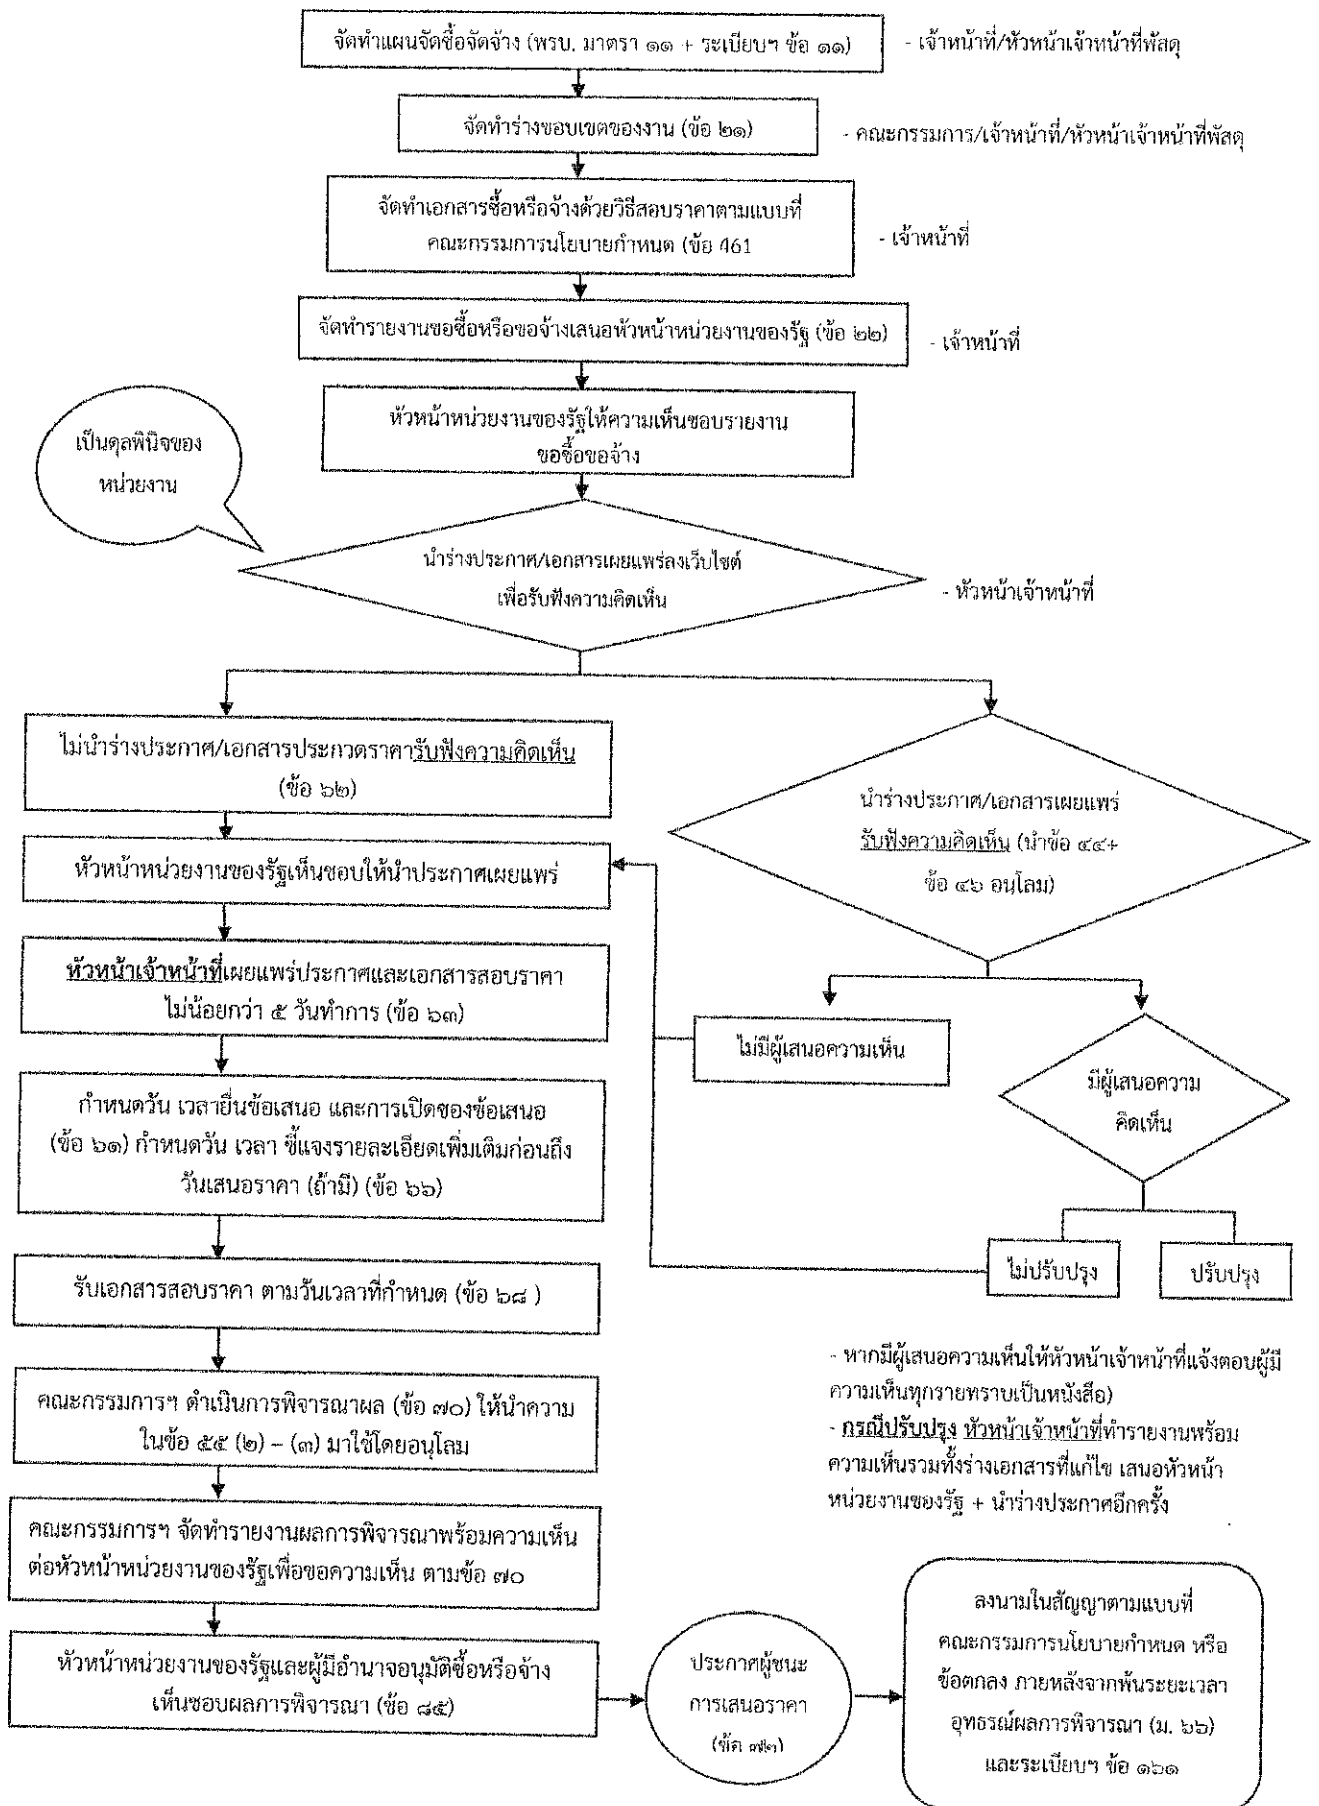 จัดทำแผนจัดซื้อจัดจ้าง (พรบ. มาตรา ๑๑ + ระเบียบฯ ข้อ ๑๑)
- เจ้าหน้าที่/หัวหน้าเจ้าหน้าที่พัสดุ
จัดทำร่างขอบเขตของงาน (ข้อ ๒๑)
- คณะกรรมการ/เจ้าหน้าที่/หัวหน้าเจ้าหน้าที่พัสดุ
จัดทำเอกสารซื้อหรือจ้างด้วยวิธีสอบราคาตามแบบที่
คณะกรรมการนโยบายกำหนด (ข้อ 461
- เจ้าหน้าที่
จัดทำรายงานขอซื้อหรือขอจ้างเสนอหัวหน้าหน่วยงานของรัฐ (ข้อ ๒๒)
- เจ้าหน้าที่
หัวหน้าหน่วยงานของรัฐให้ความเห็นชอบรายงาน
ขอซื้อขอจ้าง
เป็นดุลพินิจของ
หน่วยงาน
นำร่างประกาศ/เอกสารเผยแพร่ลงเว็บไซต์
เพื่อรับฟังความคิดเห็น
- หัวหน้าเจ้าหน้าที่
ไม่นำร่างประกาศ/เอกสารประกวดราคารับฟังความคิดเห็น
(ข้อ ๖๒)
นำร่างประกาศ/เอกสารเผยแพร่
รับฟังความคิดเห็น (นำข้อ ๔๔+
ข้อ ๔๖ อนุโลม)
หัวหน้าหน่วยงานของรัฐเห็นชอบให้นำประกาศเผยแพร่
หัวหน้าเจ้าหน้าที่เผยแพร่ประกาศและเอกสารสอบราคา
ไม่น้อยกว่า ๕ วันทำการ (ข้อ ๖๓)
ไม่มีผู้เสนอความเห็น
มีผู้เสนอความ
คิดเห็น
กำหนดวัน เวลายื่นข้อเสนอ และการเปิดของข้อเสนอ
(ข้อ ๖๑) กำหนดวัน เวลา ชี้แจงรายละเอียดเพิ่มเติมก่อนถึง
วันเสนอราคา (ถ้ามี) (ข้อ ๖๖)
ไม่ปรับปรุง
ปรับปรุง
รับเอกสารสอบราคา ตามวันเวลาที่กำหนด (ข้อ ๖๘ )
- หากมีผู้เสนอความเห็นให้หัวหน้าเจ้าหน้าที่แจ้งตอบผู้มี
ความเห็นทุกรายทราบเป็นหนังสือ)
- กรณีปรับปรุง หัวหน้าเจ้าหน้าที่ทำรายงานพร้อม
ความเห็นรวมทั้งร่างเอกสารที่แก้ไข เสนอหัวหน้า
หน่วยงานของรัฐ + นำร่างประกาศอีกครั้ง
คณะกรรมการฯ ดำเนินการพิจารณาผล (ข้อ ๗๐) ให้นำความ
ในข้อ ๕๕ (๒) – (๓) มาใช้โดยอนุโลม
คณะกรรมการฯ จัดทำรายงานผลการพิจารณาพร้อมความเห็น
ต่อหัวหน้าหน่วยงานของรัฐเพื่อขอความเห็น ตามข้อ ๗๐
หัวหน้าหน่วยงานของรัฐและผู้มีอำนาจอนุมัติซื้อหรือจ้าง
เห็นชอบผลการพิจารณา (ข้อ ๘๕)
ประกาศผู้ชนะ
การเสนอราคา
ลงนามในสัญญาตามแบบที่
คณะกรรมการนโยบายกำหนด หรือ
ข้อตกลง ภายหลังจากพ้นระยะเวลา
อุทธรณ์ผลการพิจารณา (ม. ๖๖)
และระเบียบฯ ข้อ ๑๖๑